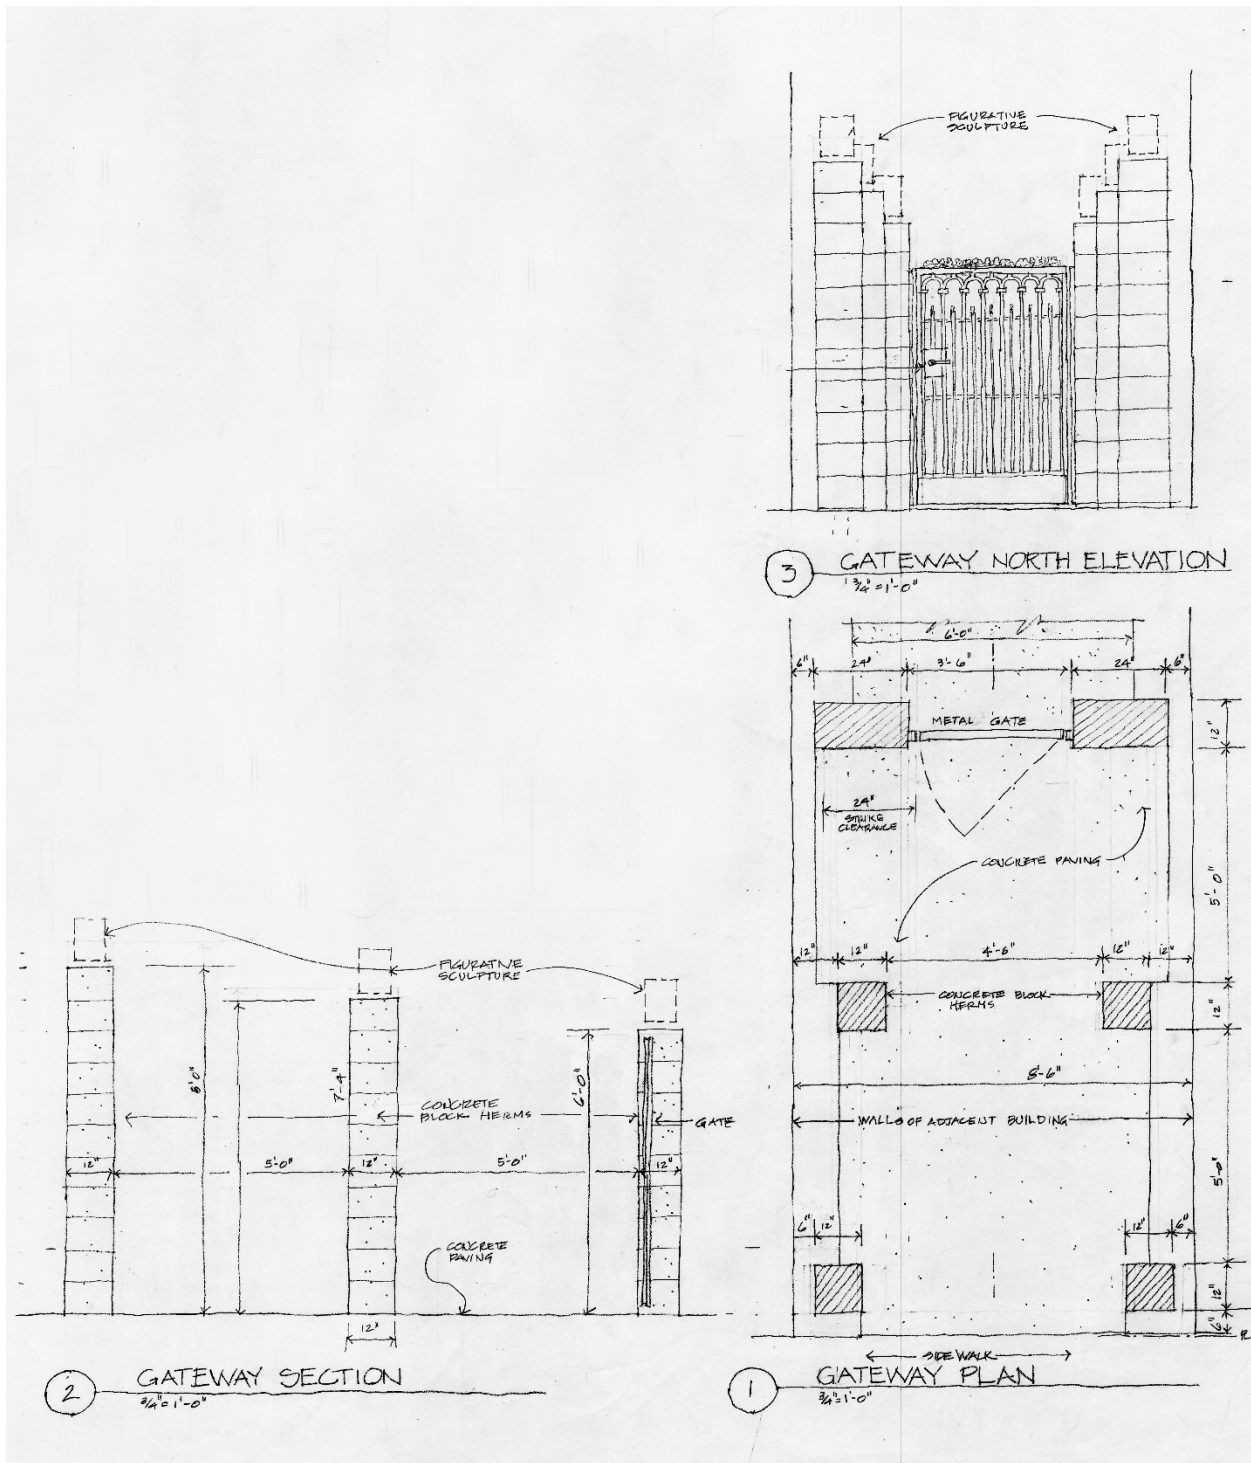 FIGURATIVE
SCULPTURE
3
GATEWAY NORTH ELEVATION
3/4" = 1'-0"
6'-0"
6"
24"
3'-6"
24"
6"
METAL GATE
12"
24"
STRIKE
CLEARANCE
CONCRETE PAVING
5'-0"
12"
12"
4'-6"
12"
12"
CONCRETE BLOCK
HERMS
12"
8'-6"
WALLS OF ADJACENT BUILDING
5'-0"
6"
12"
12"
6"
12"
6"
SIDEWALK
1
GATEWAY PLAN
3/4"=1'-0"
FIGURATIVE
SCULPTURE
8'-0"
7'-4"
6'-0"
CONCRETE
BLOCK HERMS
GATE
12"
5'-0"
12"
5'-0"
12"
CONCRETE
PAVING
12"
2
GATEWAY SECTION
3/4"=1'-0"